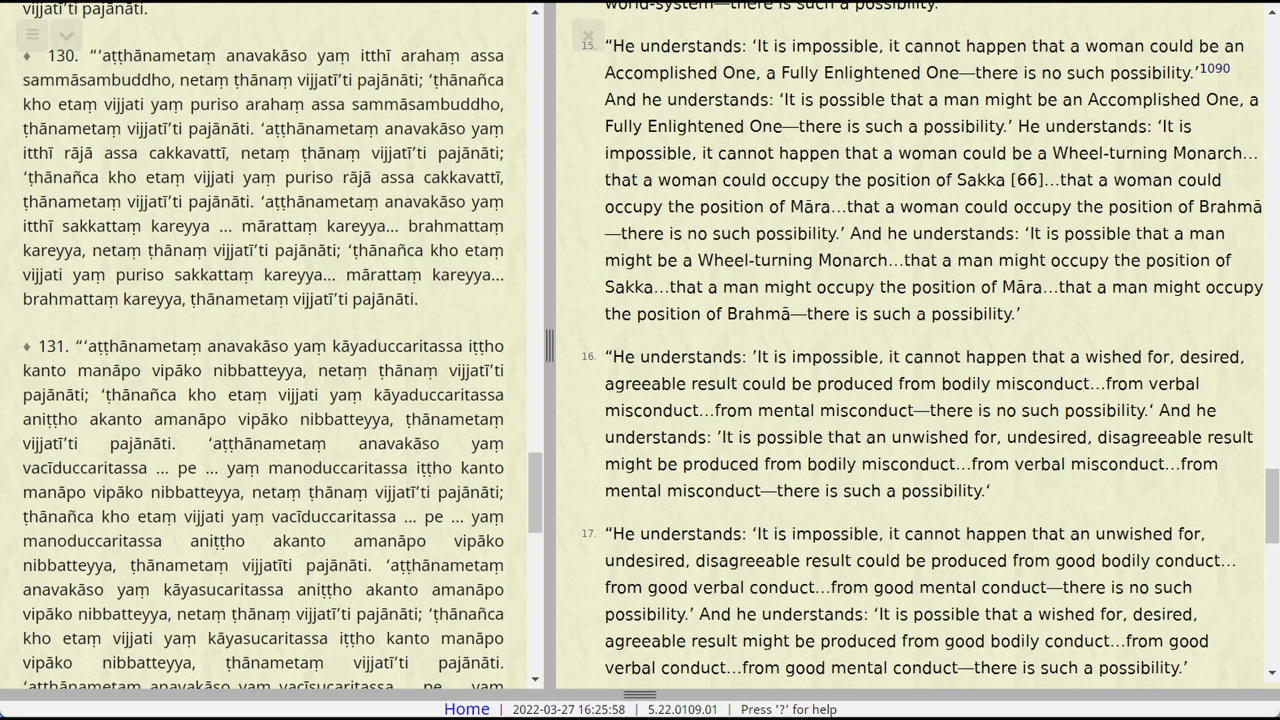 vijjatī’ti pajānāti.
♦ 130. “‘aṭṭhānametaṃ anavakāso yaṃ itthī arahaṃ assa
sammāsambuddho, netaṃ ṭhānaṃ vijjatī’ti pajānāti; ‘ṭhānañca
kho etaṃ vijjati yaṃ puriso arahaṃ assa sammāsambuddho,
ṭhānametaṃ vijjatī’ti pajānāti. ‘aṭṭhānametaṃ anavakāso yaṃ
itthī rājā assa cakkavattī, netaṃ ṭhānaṃ vijjatī’ti pajānāti;
‘ṭhānañca kho etaṃ vijjati yaṃ puriso rājā assa cakkavattī,
ṭhānametaṃ vijjatī’ti pajānāti. ‘aṭṭhānametaṃ anavakāso yaṃ
itthī sakkattaṃ kareyya ... mārattaṃ kareyya... brahmattaṃ
kareyya, netaṃ ṭhānaṃ vijjatī’ti pajānāti; ‘ṭhānañca kho etaṃ
vijjati yaṃ puriso sakkattaṃ kareyya... mārattaṃ kareyya...
brahmattaṃ kareyya, ṭhānametaṃ vijjatī’ti pajānāti.
♦ 131. “‘aṭṭhānametaṃ anavakāso yaṃ kāyaduccaritassa iṭṭho
kanto manāpo vipāko nibbatteyya, netaṃ ṭhānaṃ vijjatī’ti
pajānāti; ‘ṭhānañca kho etaṃ vijjati yaṃ kāyaduccaritassa
aniṭṭho akanto amanāpo vipāko nibbatteyya, ṭhānametaṃ
vijjatī’ti pajānāti. ‘aṭṭhānametaṃ anavakāso yaṃ
vacīduccaritassa ... pe ... yaṃ manoduccaritassa iṭṭho kanto
manāpo vipāko nibbatteyya, netaṃ ṭhānaṃ vijjatī’ti pajānāti;
‘ṭhānañca kho etaṃ vijjati yaṃ vacīduccaritassa ... pe ... yaṃ
manoduccaritassa aniṭṭho akanto amanāpo vipāko
nibbatteyya, ṭhānametaṃ vijjatīti pajānāti. ‘aṭṭhānametaṃ
anavakāso yaṃ kāyasucaritassa aniṭṭho akanto amanāpo
vipāko nibbatteyya, netaṃ ṭhānaṃ vijjatī’ti pajānāti; ‘ṭhānañca
kho etaṃ vijjati yaṃ kāyasucaritassa iṭṭho kanto manāpo
vipāko nibbatteyya, ṭhānametaṃ vijjatī’ti pajānāti.
‘aṭṭhānametaṃ anavakāso yaṃ vacīsucaritassa ... pe ... yaṃ
world-system—there is such a possibility.’
15. “He understands: ‘It is impossible, it cannot happen that a woman could be an
Accomplished One, a Fully Enlightened One—there is no such possibility.’1090
And he understands: ‘It is possible that a man might be an Accomplished One, a
Fully Enlightened One—there is such a possibility.’ He understands: ‘It is
impossible, it cannot happen that a woman could be a Wheel-turning Monarch…
that a woman could occupy the position of Sakka [66]…that a woman could
occupy the position of Māra…that a woman could occupy the position of Brahmā
—there is no such possibility.’ And he understands: ‘It is possible that a man
might be a Wheel-turning Monarch…that a man might occupy the position of
Sakka…that a man might occupy the position of Māra…that a man might occupy
the position of Brahmā—there is such a possibility.’
16. “He understands: ’It is impossible, it cannot happen that a wished for, desired,
agreeable result could be produced from bodily misconduct…from verbal
misconduct…from mental misconduct—there is no such possibility.‘ And he
understands: ’It is possible that an unwished for, undesired, disagreeable result
might be produced from bodily misconduct…from verbal misconduct…from
mental misconduct—there is such a possibility.‘
17. “He understands: ‘It is impossible, it cannot happen that an unwished for,
undesired, disagreeable result could be produced from good bodily conduct…
from good verbal conduct…from good mental conduct—there is no such
possibility.’ And he understands: ‘It is possible that a wished for, desired,
agreeable result might be produced from good bodily conduct…from good
verbal conduct…from good mental conduct—there is such a possibility.’
Home | 2022-03-27 16:25:58 | 5.22.0109.01 | Press '?' for help